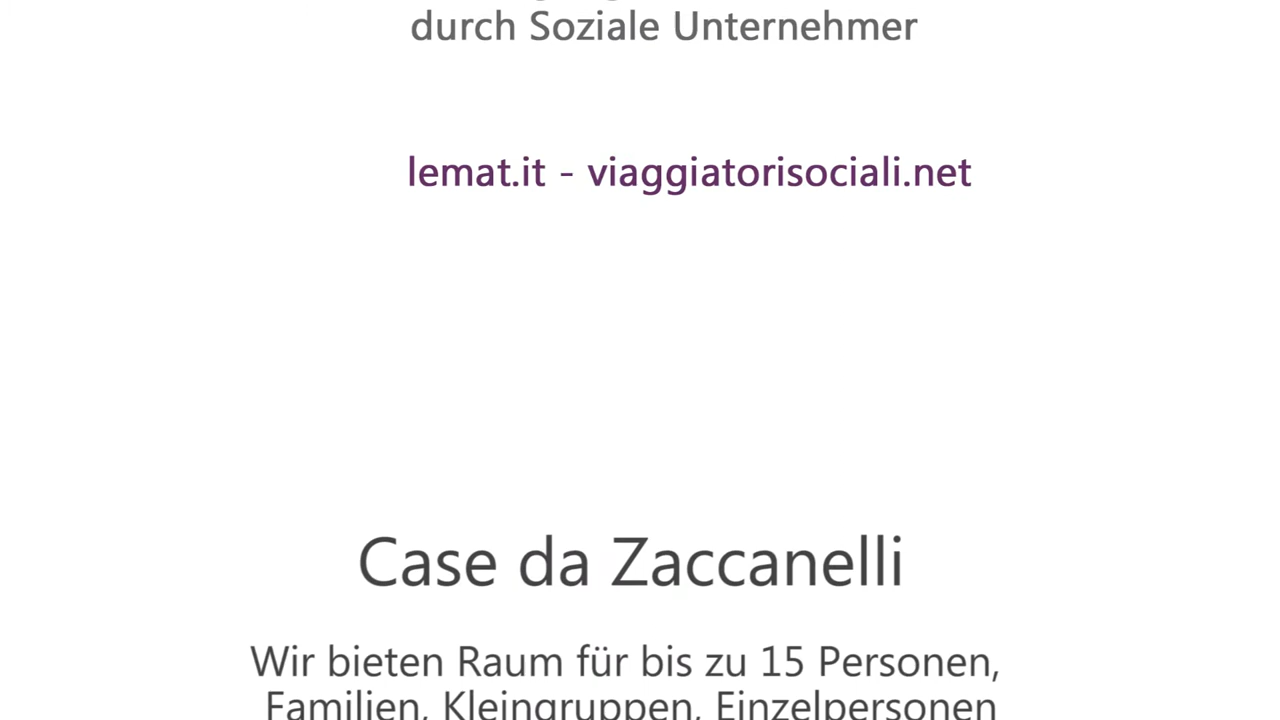 durch Soziale Unternehmer
lemat.it - viaggiatorisociali.net
Case da Zaccanelli
Wir bieten Raum für bis zu 15 Personen,
Familien, Kleingruppen, Einzelpersonen